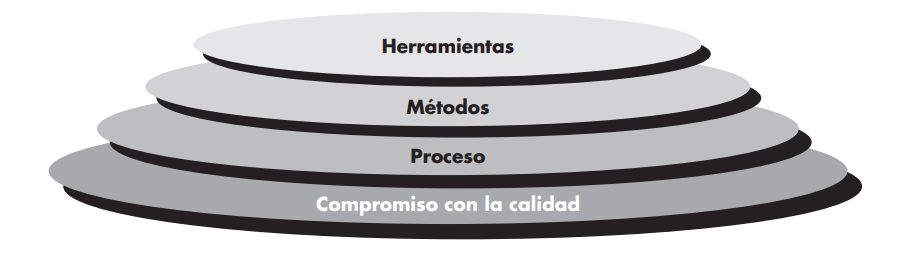 Herramientas
Métodos
Proceso
Compromiso con la calidad